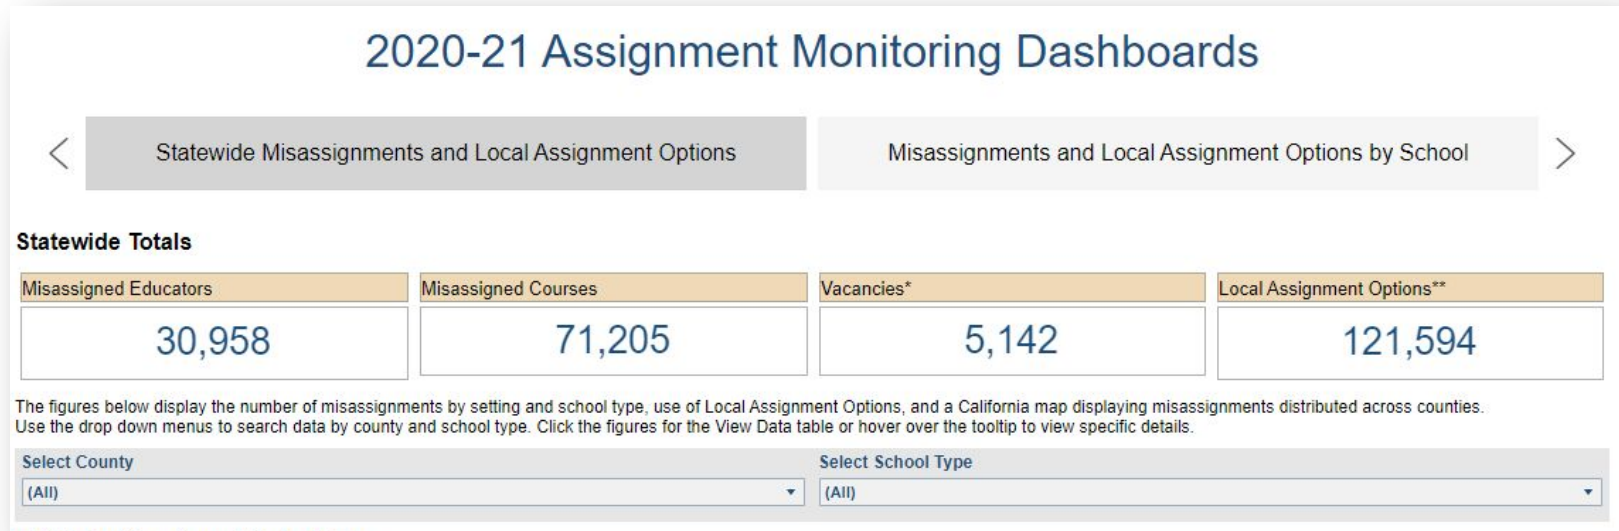 2020-21 Assignment Monitoring Dashboards
Statewide Misassignments and Local Assignment Options
Misassignments and Local Assignment Options by School
Statewide Totals
Misassigned Educators
Misassigned Courses
Vacancies*
Local Assignment Options**
30,958
71,205
5,142
121,594
The figures below display the number of misassignments by setting and school type, use of Local Assignment Options, and a California map displaying misassignments distributed across counties.
Use the drop down menus to search data by county and school type. Click the figures for the View Data table or hover over the tooltip to view specific details.
Select County
Select School Type
(All)
(All)